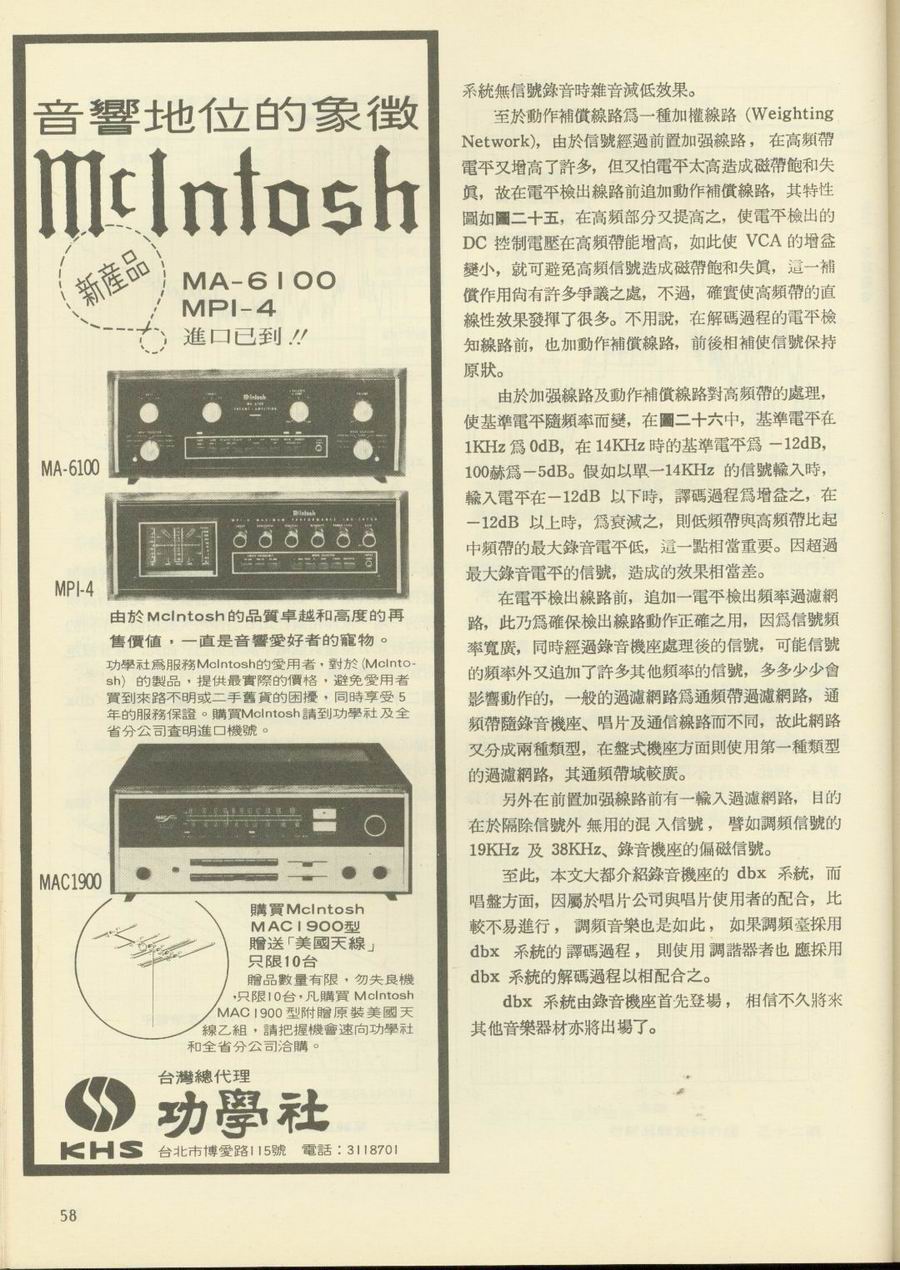 音響地位的象徵
McIntosh
新產品
MA-6100
MPI-4
進口已到!!
MA-6100
MPI-4
由於McIntosh的品質卓越和高度的再
售價値，一直是音響愛好者的寵物。
功學社爲服務McIntosh的愛用者，對於(McInto-
sh) 的製品，提供最實際的價格，避免愛用者
買到來路不明或二手舊貨的困擾，同時享受5
年的服務保證。購買McIntosh請到功學社及全
省分公司查明進口機號。
MAC1900
購買McIntosh
MAC1900型
贈送「美國天線」
只限10台
贈品數量有限，勿失良機
，只限10台，凡購買 McIntosh
MAC1900型附贈原裝美國天
線乙組，請把握機會速向功學社
和全省分公司洽購。
台灣總代理
功學社
KHS
台北市博愛路115號 電話：3118701
58
系統無信號錄音時雜音減低效果。
至於動作補償線路爲一種加權線路 (Weighting
Network)，由於信號經過前置加强線路，在高頻帶
電平又增高了許多，但又怕電平太高造成磁帶飽和失
眞，故在電平檢出線路前追加動作補償線路，其特性
圖如圖二十五，在高頻部分又提高之，使電平檢出的
DC 控制電壓在高頻帶能增高，如此使 VCA 的增益
變小，就可避免高頻信號造成磁帶飽和失眞，這一補
償作用尙有許多爭議之處，不過，確實使高頻帶的直
線性效果發揮了很多。不用說，在解碼過程的電平檢
知線路前，也加動作補償線路，前後相補使信號保持
原狀。
由於加强線路及動作補償線路對高頻帶的處理，
使基準電平隨頻率而變，在圖二十六中，基準電平在
1KHz 爲 0dB，在 14KHz 時的基準電平爲 −12dB，
100赫爲−5dB。假如以單一14KHz 的信號輸入時，
輸入電平在−12dB 以下時，譯碼過程爲增益之，在
−12dB 以上時，爲衰減之，則低頻帶與高頻帶比起
中頻帶的最大錄音電平低，這一點相當重要。因超過
最大錄音電平的信號，造成的效果相當差。
在電平檢出線路前，追加一電平檢出頻率過濾網
路，此乃爲確保檢出線路動作正確之用，因爲信號頻
率寬廣，同時經過錄音機座處理後的信號，可能信號
的頻率外又追加了許多其他頻率的信號，多多少少會
影響動作的，一般的過濾網路爲通頻帶過濾網路，通
頻帶隨錄音機座、唱片及通信線路而不同，故此網路
又分成兩種類型，在盤式機座方面則使用第一種類型
的過濾網路，其通頻帶域較廣。
另外在前置加强線路前有一輸入過濾網路，目的
在於隔除信號外 無用的混 入信號，譬如調頻信號的
19KHz 及 38KHz、錄音機座的偏磁信號。
至此，本文大都介紹錄音機座的 dbx 系統，而
唱盤方面，因屬於唱片公司與唱片使用者的配合，比
較不易進行，調頻音樂也是如此，如果調頻臺採用
dbx 系統的 譯碼過程，則使用 調諧器者也 應採用
dbx 系統的解碼過程以相配合之。
dbx 系統由錄音機座首先登場，相信不久將來
其他音樂器材亦將出場了。